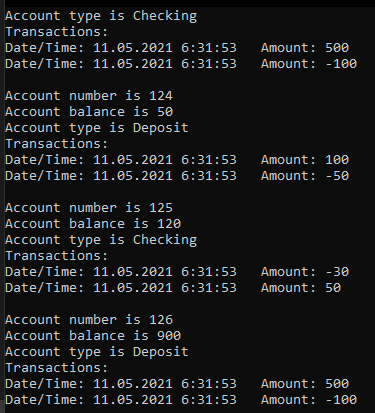 Account type is Checking
Transactions:
Date/Time: 11.05.2021 6:31:53   Amount: 500
Date/Time: 11.05.2021 6:31:53   Amount: -100

Account number is 124
Account balance is 50
Account type is Deposit
Transactions:
Date/Time: 11.05.2021 6:31:53   Amount: 100
Date/Time: 11.05.2021 6:31:53   Amount: -50

Account number is 125
Account balance is 120
Account type is Checking
Transactions:
Date/Time: 11.05.2021 6:31:53   Amount: -30
Date/Time: 11.05.2021 6:31:53   Amount: 50

Account number is 126
Account balance is 900
Account type is Deposit
Transactions:
Date/Time: 11.05.2021 6:31:53   Amount: 500
Date/Time: 11.05.2021 6:31:53   Amount: -100